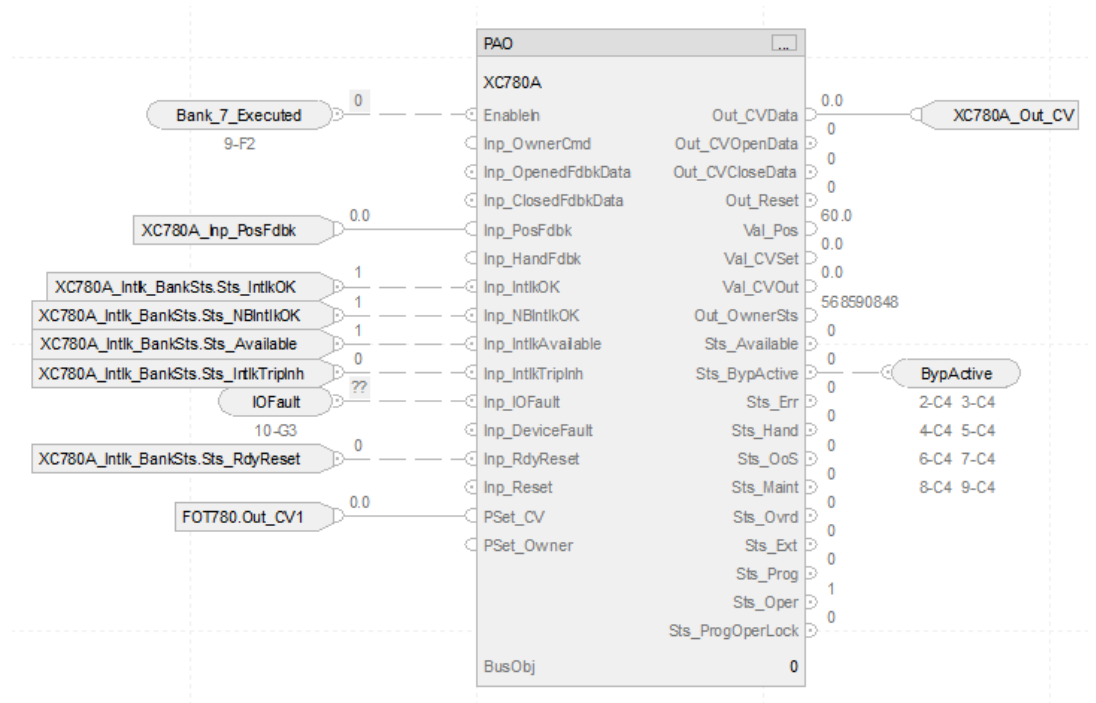 PAO ...
XC780A
Bank_7_Executed 0 EnableIn Out_CVData 0.0 XC780A_Out_CV
9-F2 Inp_OwnerCmd Out_CVOpenData 0
Inp_OpenedFdbkData Out_CVCloseData 0
Inp_ClosedFdbkData Out_Reset 0
XC780A_Inp_PosFdbk 0.0 Inp_PosFdbk Val_Pos 60.0
Inp_HandFdbk Val_CVSet 0.0
XC780A_Intlk_BankSts.Sts_IntlkOK 1 Inp_IntlkOK Val_CVOut 0.0
XC780A_Intlk_BankSts.Sts_NBIntlkOK 1 Inp_NBIntlkOK Out_OwnerSts 568590848
XC780A_Intlk_BankSts.Sts_Available 1 Inp_IntlkAvailable Sts_Available 0
XC780A_Intlk_BankSts.Sts_IntlkTripInh 0 Inp_IntlkTripInh Sts_BypActive 0 BypActive
IOFault ?? Inp_IOFault Sts_Err 0 2-C4 3-C4
10-G3 Inp_DeviceFault Sts_Hand 0 4-C4 5-C4
XC780A_Intlk_BankSts.Sts_RdyReset 0 Inp_RdyReset Sts_OoS 0 6-C4 7-C4
Inp_Reset Sts_Maint 0 8-C4 9-C4
FOT780.Out_CV1 0.0 PSet_CV Sts_Ovrd 0
PSet_Owner Sts_Ext 0
Sts_Prog 0
Sts_Oper 1
Sts_ProgOperLock 0
BusObj 0